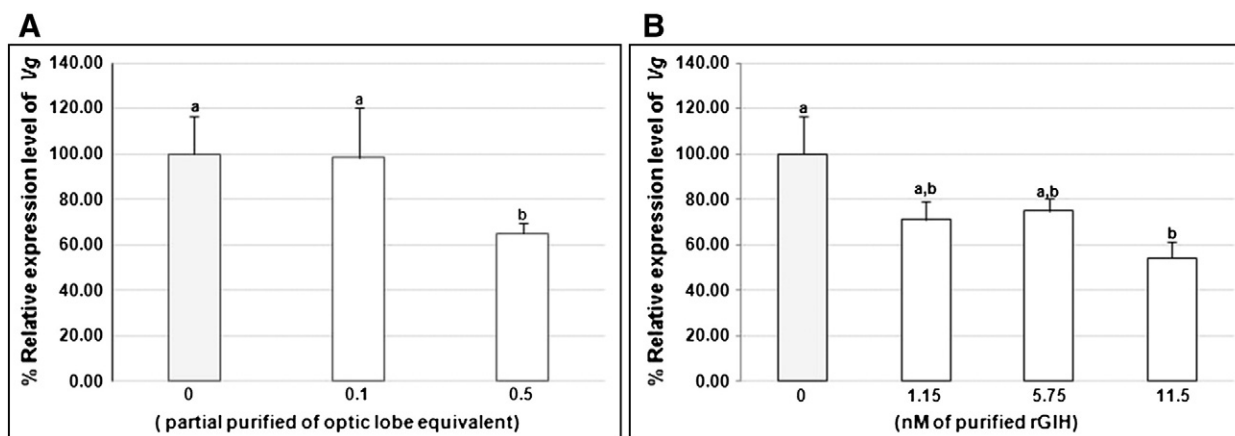 A
% Relative expression level of Vg
140.00
120.00
100.00
80.00
60.00
40.00
20.00
0.00
a
a
b
0 0.1 0.5
( partial purified of optic lobe equivalent)
B
% Relative expression level of Vg
140.00
120.00
100.00
80.00
60.00
40.00
20.00
0.00
a
a,b
a,b
b
0 1.15 5.75 11.5
(nM of purified rGIH)